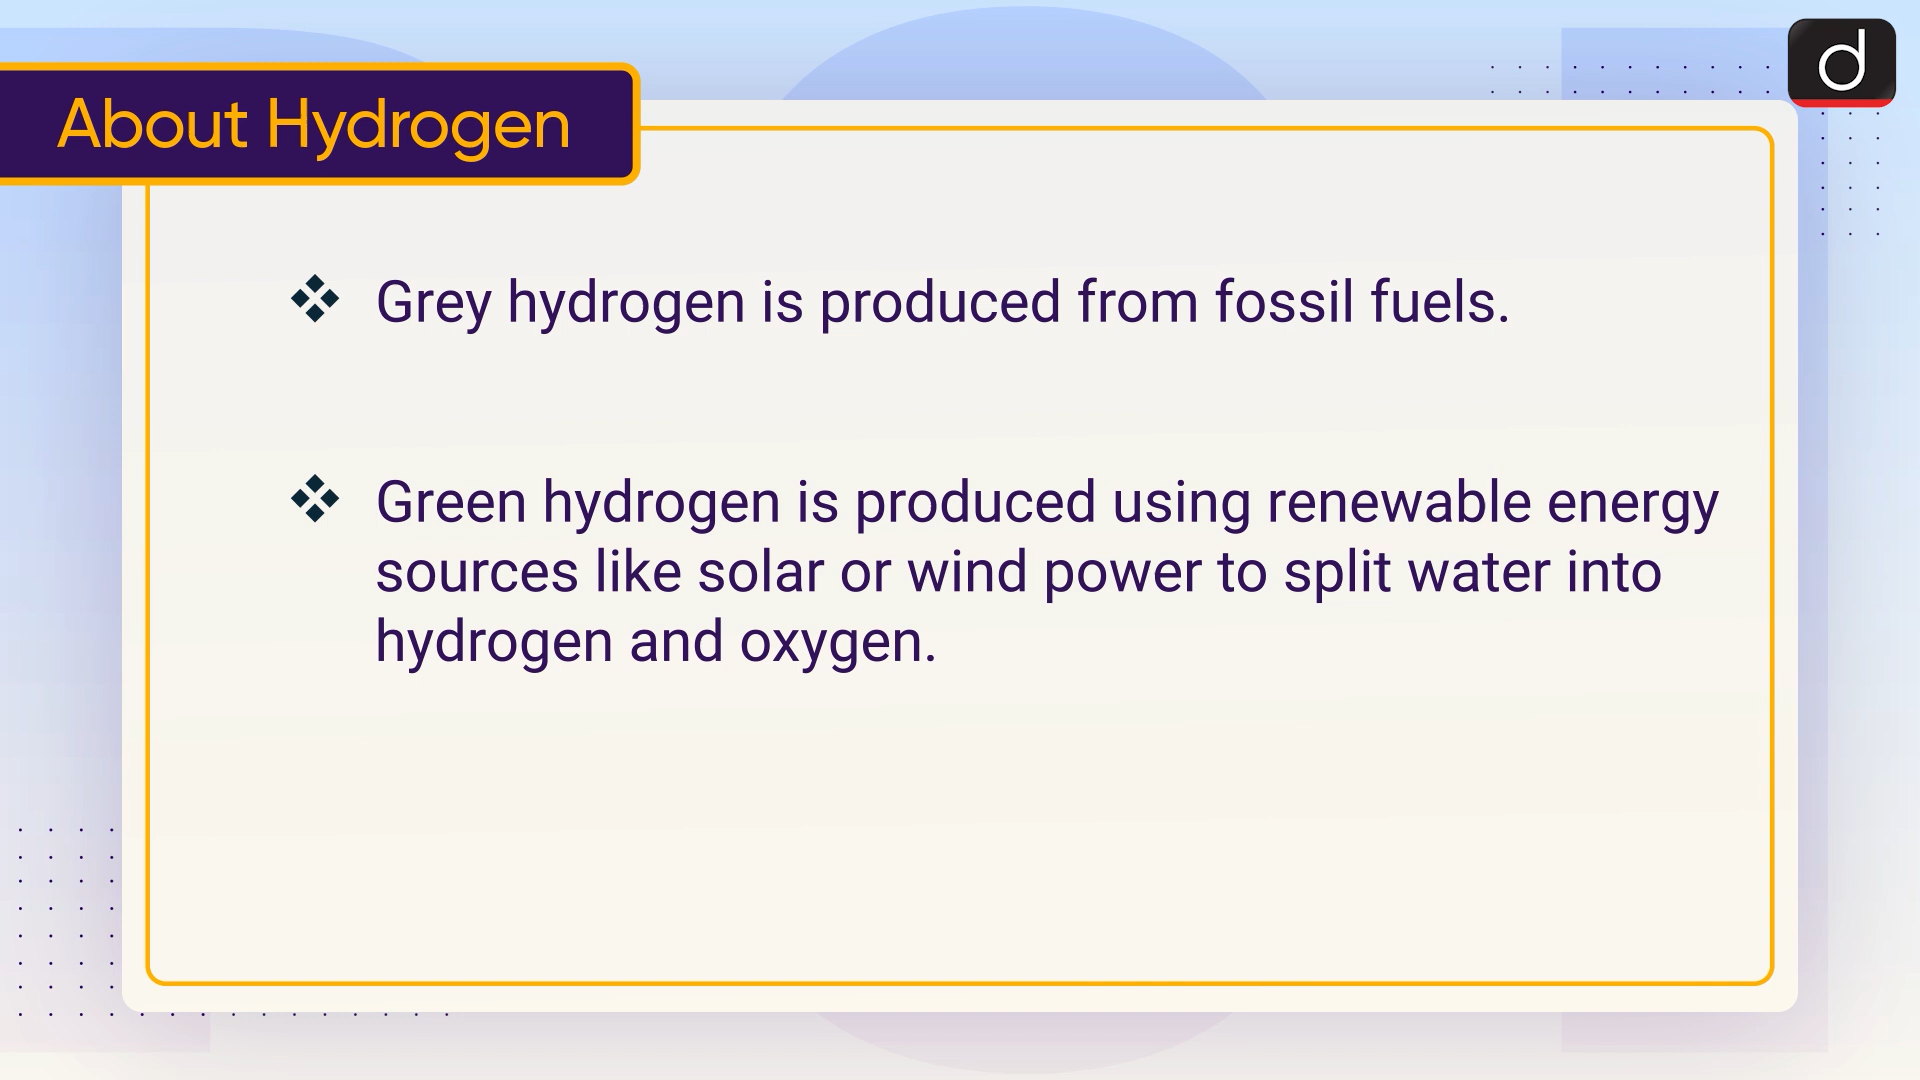 About Hydrogen
d
❖ Grey hydrogen is produced from fossil fuels.
❖ Green hydrogen is produced using renewable energy
sources like solar or wind power to split water into
hydrogen and oxygen.